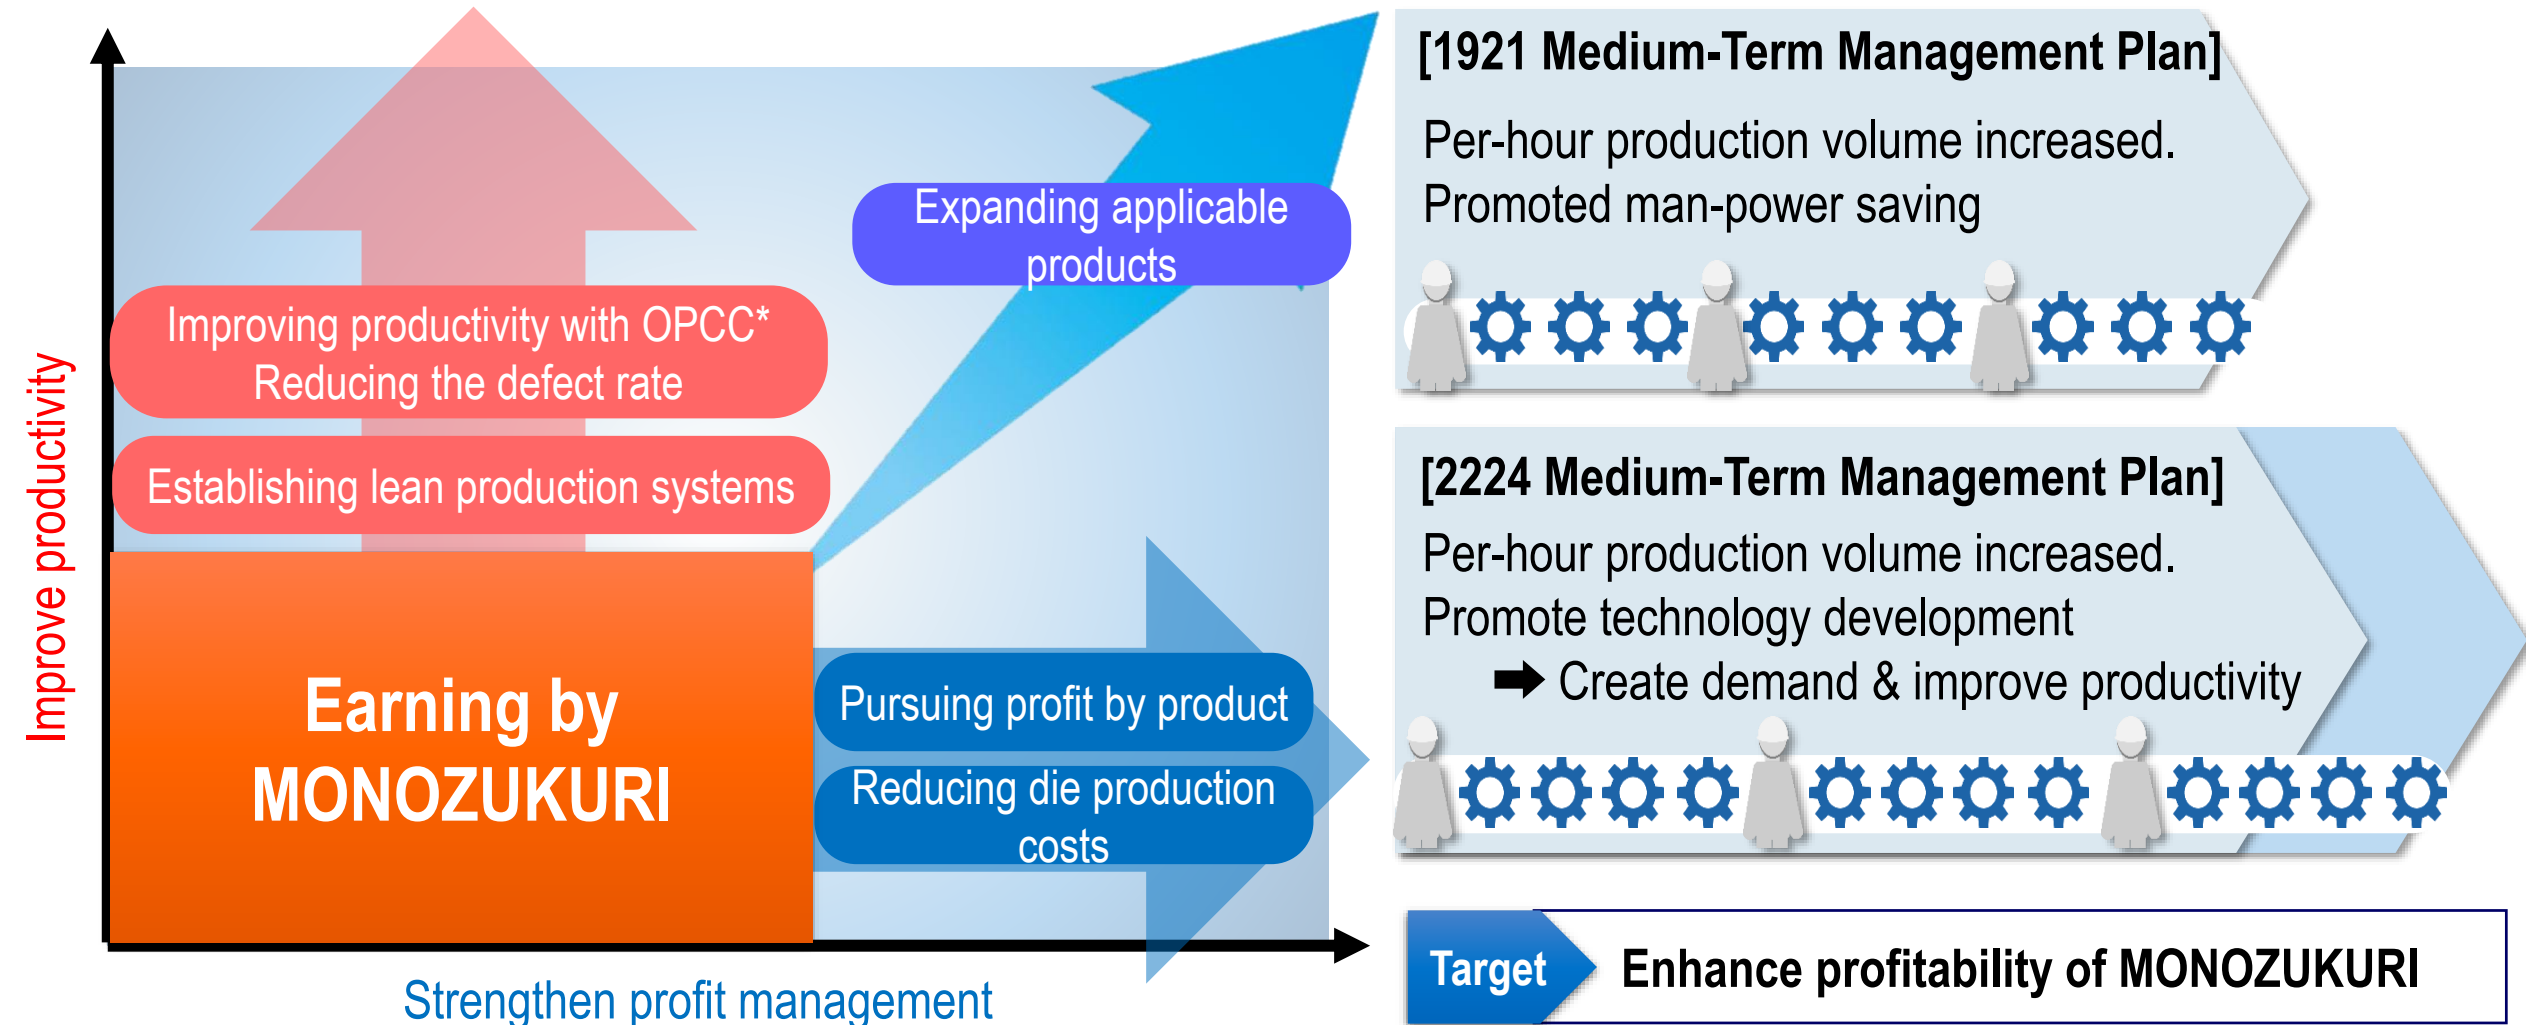 Improve productivity
Improving productivity with OPCC*
Reducing the defect rate
Establishing lean production systems
Expanding applicable
products
Earning by
MONOZUKURI
Pursuing profit by product
Reducing die production
costs
Strengthen profit management
[1921 Medium-Term Management Plan]
Per-hour production volume increased.
Promoted man-power saving
[2224 Medium-Term Management Plan]
Per-hour production volume increased.
Promote technology development
➡ Create demand & improve productivity
Target
Enhance profitability of MONOZUKURI